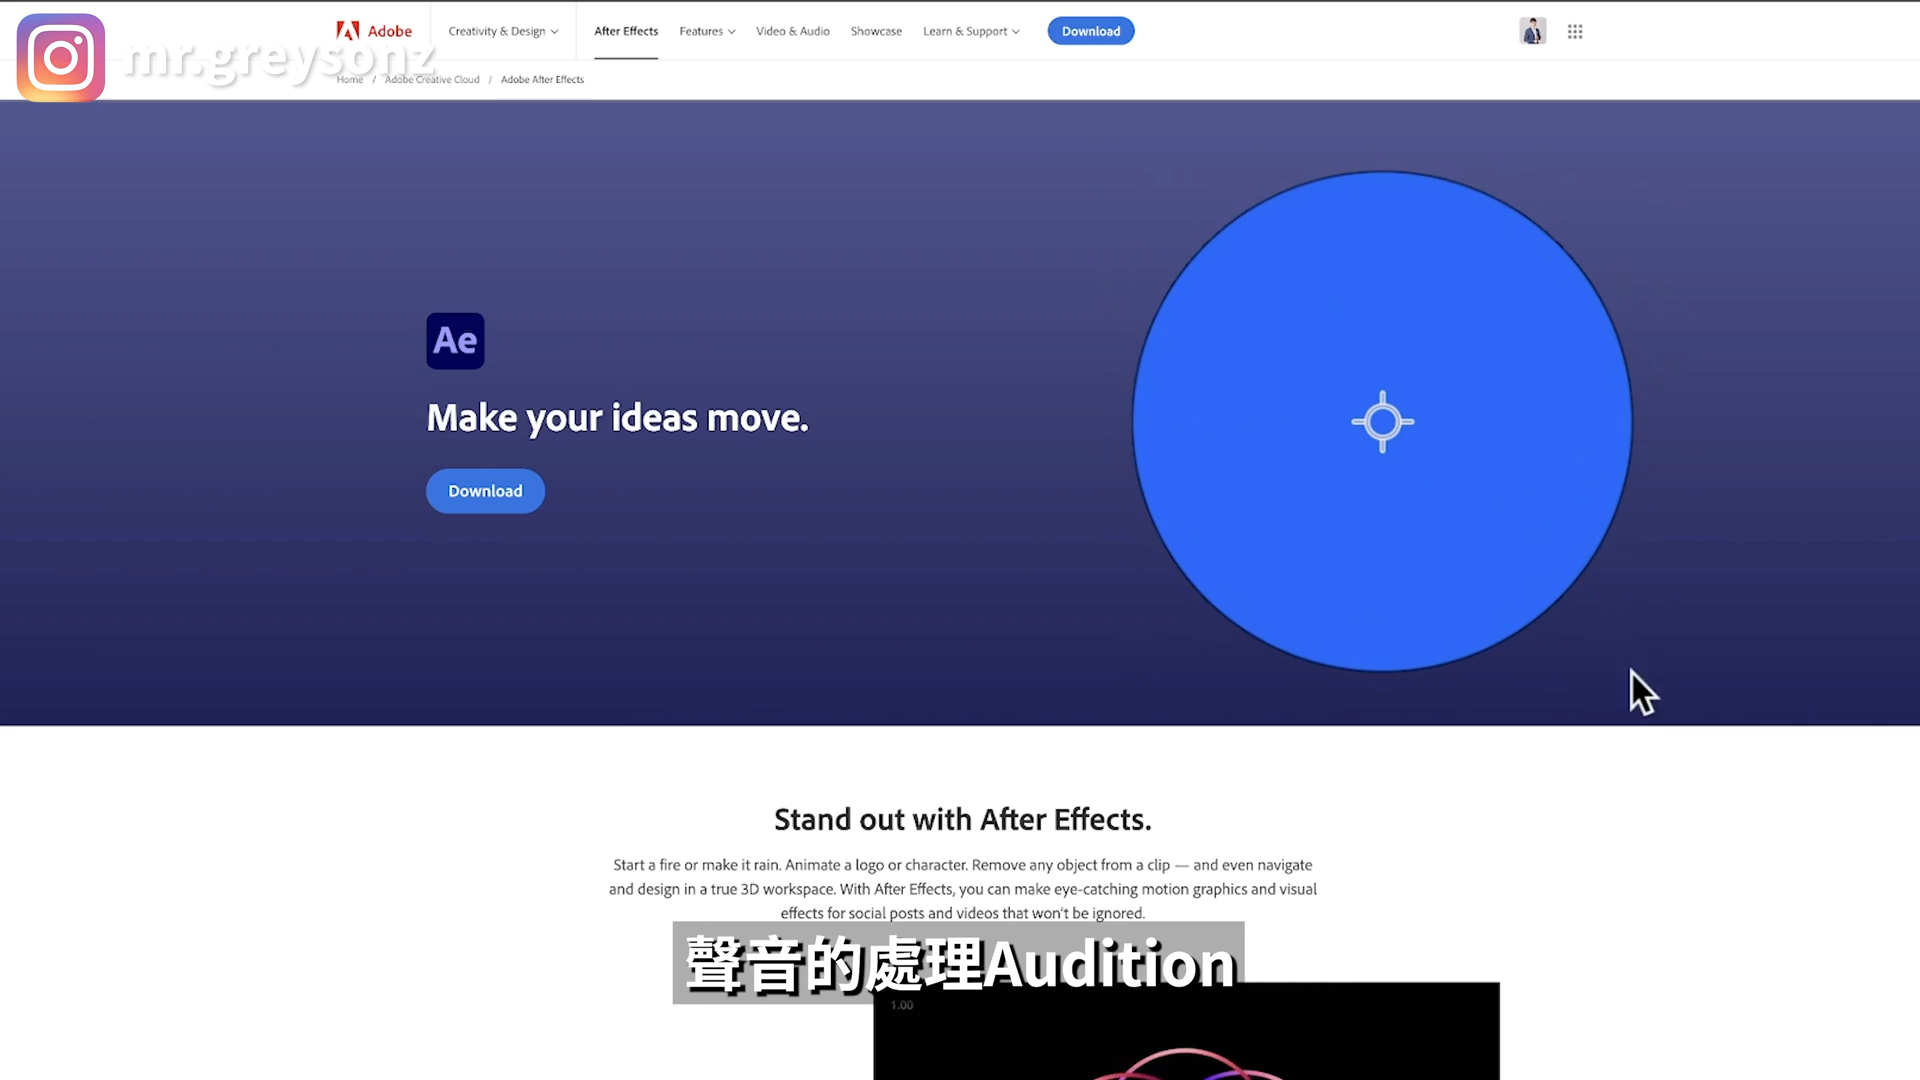 mr.greysonz
Adobe
Creativity & Design
After Effects
Features
Video & Audio
Showcase
Learn & Support
Download
Home / Adobe Creative Cloud / Adobe After Effects
Ae
Make your ideas move.
Download
Stand out with After Effects.
Start a fire or make it rain. Animate a logo or character. Remove any object from a clip — and even navigate
and design in a true 3D workspace. With After Effects, you can make eye-catching motion graphics and visual
effects for social posts and videos that won't be ignored.
聲音的處理Audition
1.00